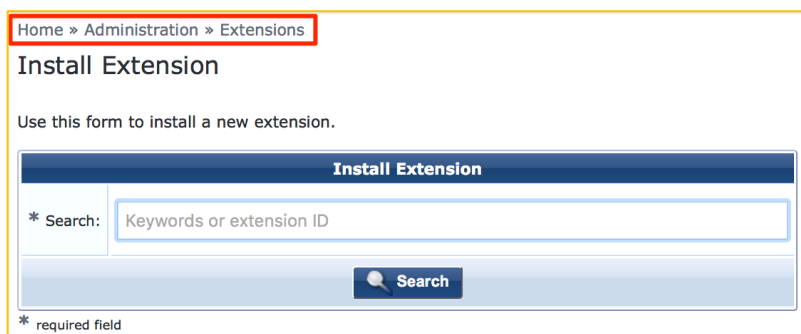 Home » Administration » Extensions
Install Extension
Use this form to install a new extension.
Install Extension
* Search: Keywords or extension ID
Search
* required field